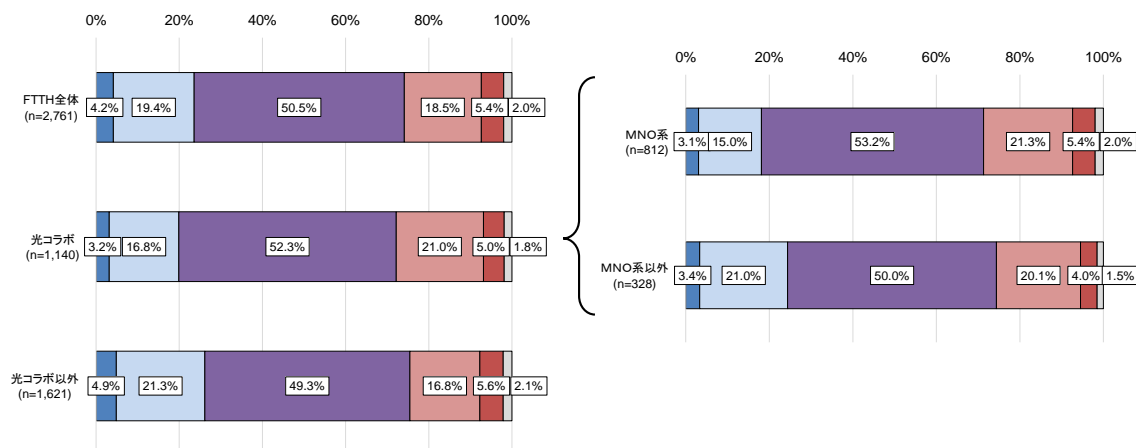 0% 20% 40% 60% 80% 100%
FTTH全体
(n=2,761)
4.2% 19.4% 50.5% 18.5% 5.4% 2.0%
光コラボ
(n=1,140)
3.2% 16.8% 52.3% 21.0% 5.0% 1.8%
光コラボ以外
(n=1,621)
4.9% 21.3% 49.3% 16.8% 5.6% 2.1%
0% 20% 40% 60% 80% 100%
MNO系
(n=812)
3.1% 15.0% 53.2% 21.3% 5.4% 2.0%
MNO系以外
(n=328)
3.4% 21.0% 50.0% 20.1% 4.0% 1.5%